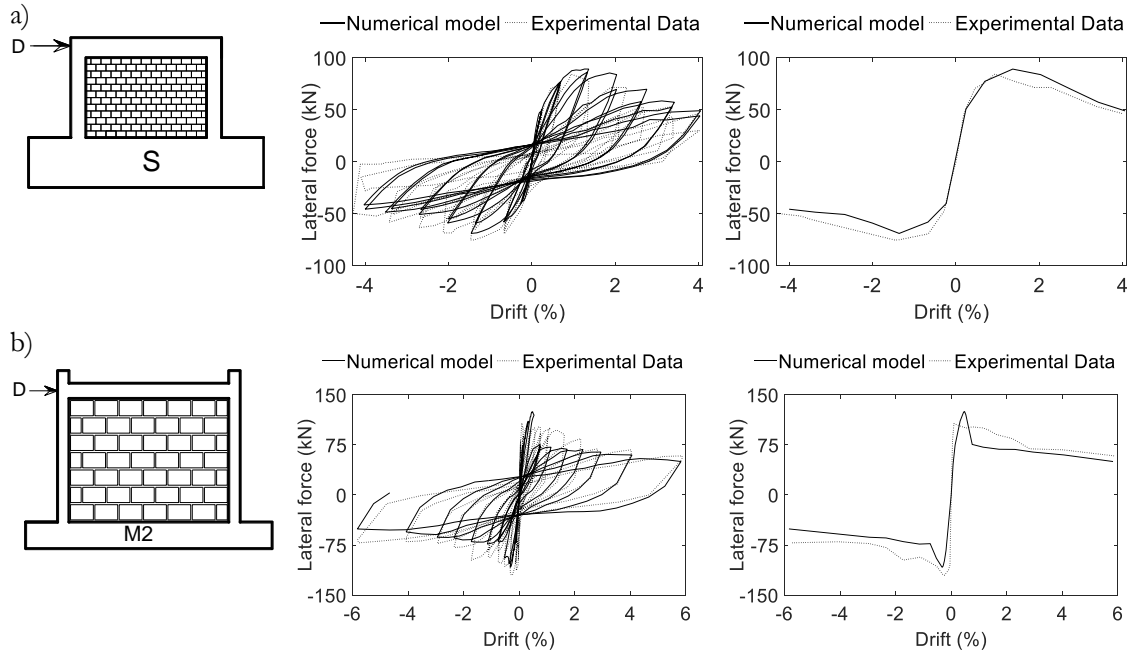 a)
D
S
Numerical model Experimental Data
100
50
0
-50
-100
Lateral force (kN)
-4 -2 0 2 4
Drift (%)
Numerical model Experimental Data
100
50
0
-50
-100
Lateral force (kN)
-4 -2 0 2 4
Drift (%)
b)
D
M2
Numerical model Experimental Data
150
75
0
-75
-150
Lateral force (kN)
-6 -4 -2 0 2 4 6
Drift (%)
Numerical model Experimental Data
150
75
0
-75
-150
Lateral force (kN)
-6 -4 -2 0 2 4 6
Drift (%)